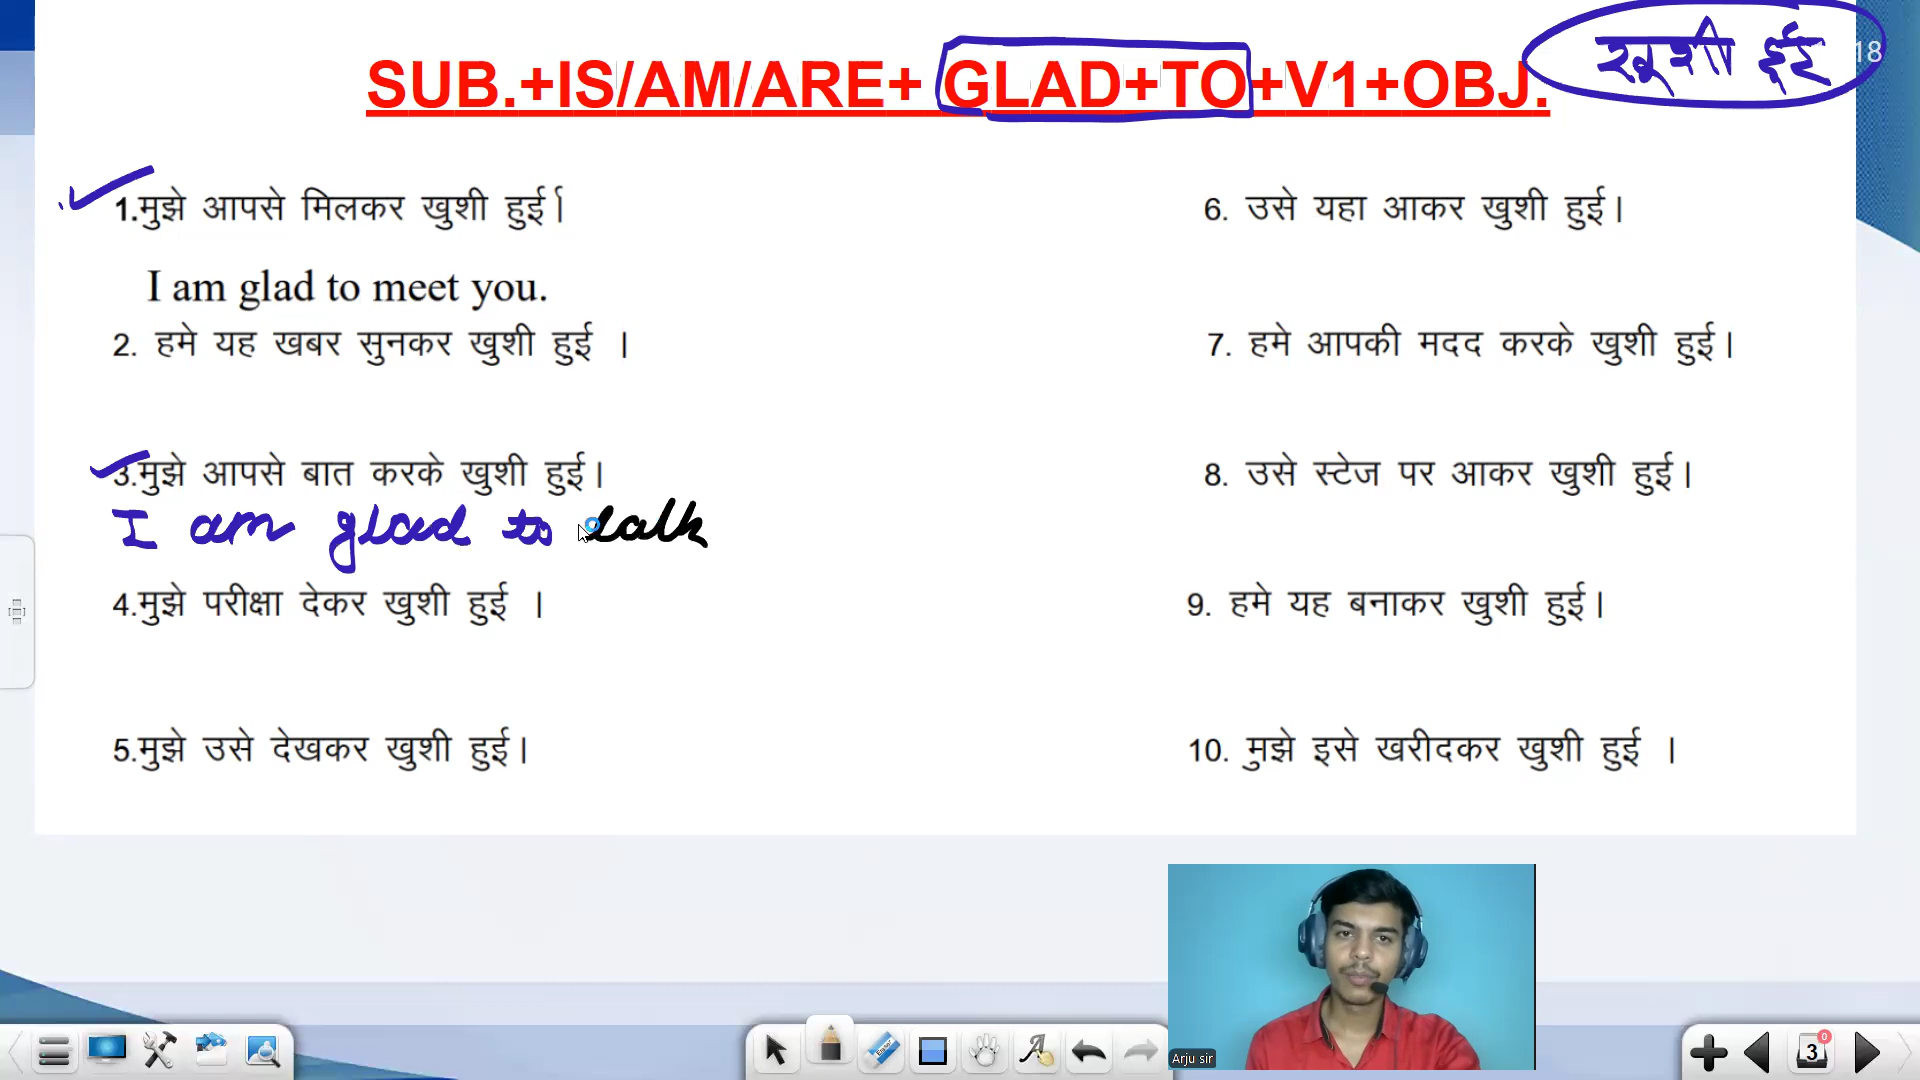 SUB.+IS/AM/ARE+ GLAD+TO+V1+OBJ.
खुशी हुई
18
1.मुझे आपसे मिलकर खुशी हुई।
I am glad to meet you.
2. हमे यह खबर सुनकर खुशी हुई ।
3.मुझे आपसे बात करके खुशी हुई।
I am glad to talk
4.मुझे परीक्षा देकर खुशी हुई ।
5.मुझे उसे देखकर खुशी हुई।
6. उसे यहा आकर खुशी हुई।
7. हमे आपकी मदद करके खुशी हुई।
8. उसे स्टेज पर आकर खुशी हुई।
9. हमे यह बनाकर खुशी हुई।
10. मुझे इसे खरीदकर खुशी हुई ।
Arju sir
Eraser
A
3
0